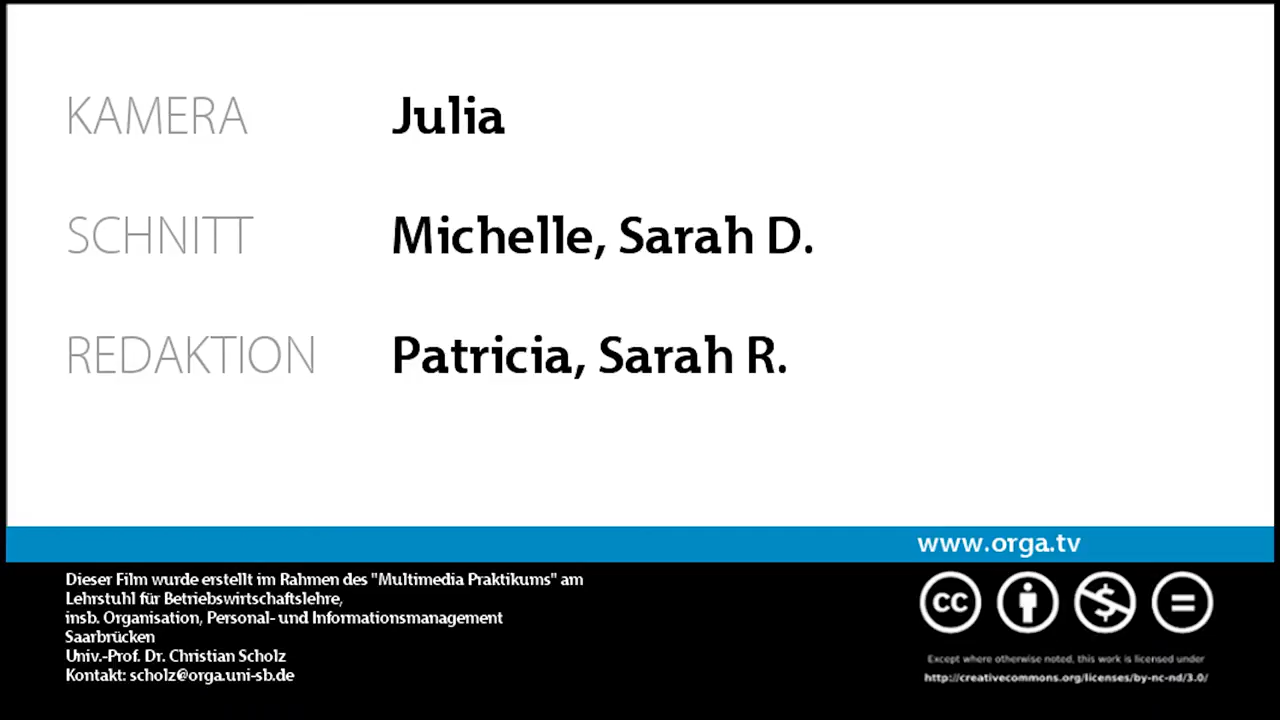 KAMERA Julia
SCHNITT Michelle, Sarah D.
REDAKTION Patricia, Sarah R.
www.orga.tv
Dieser Film wurde erstellt im Rahmen des "Multimedia Praktikums" am
Lehrstuhl für Betriebswirtschaftslehre,
insb. Organisation, Personal- und Informationsmanagement
Saarbrücken
Univ.-Prof. Dr. Christian Scholz
Kontakt: scholz@orga.uni-sb.de
cc
Except where otherwise noted, this work is licensed under
http://creativecommons.org/licenses/by-nc-nd/3.0/